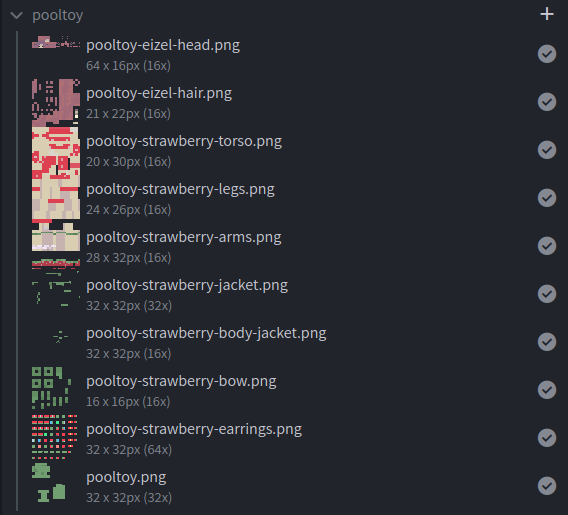 pooltoy
pooltoy-eizel-head.png
64 x 16px (16x)
pooltoy-eizel-hair.png
21 x 22px (16x)
pooltoy-strawberry-torso.png
20 x 30px (16x)
pooltoy-strawberry-legs.png
24 x 26px (16x)
pooltoy-strawberry-arms.png
28 x 32px (16x)
pooltoy-strawberry-jacket.png
32 x 32px (32x)
pooltoy-strawberry-body-jacket.png
32 x 32px (16x)
pooltoy-strawberry-bow.png
16 x 16px (16x)
pooltoy-strawberry-earrings.png
32 x 32px (64x)
pooltoy.png
32 x 32px (32x)